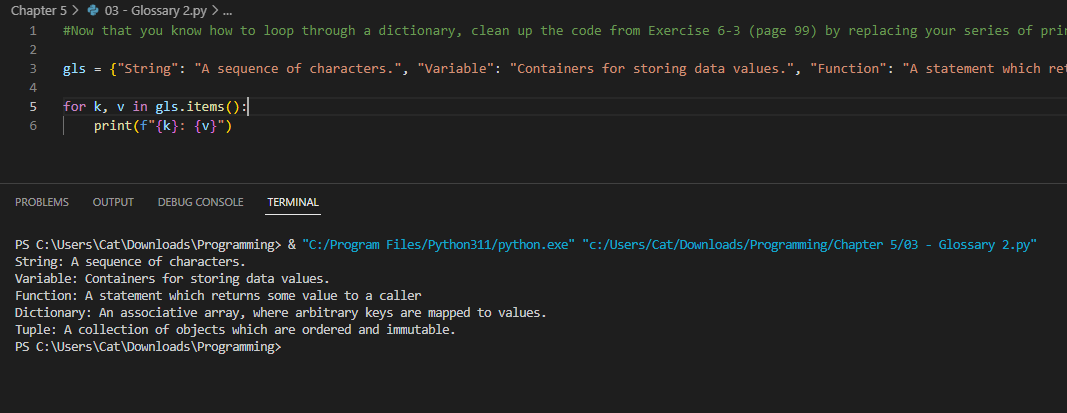 Chapter 5 > 03 - Glossary 2.py > ...
1 #Now that you know how to loop through a dictionary, clean up the code from Exercise 6-3 (page 99) by replacing your series of
2
3 gls = {"String": "A sequence of characters.", "Variable": "Containers for storing data values.", "Function": "A statement which
4
5 for k, v in gls.items():
6 print(f"{k}: {v}")
PROBLEMS OUTPUT DEBUG CONSOLE TERMINAL
PS C:\Users\Cat\Downloads\Programming> & "C:/Program Files/Python311/python.exe" "c:/Users/Cat/Downloads/Programming/Chapter 5/03 - Glossary 2.py"
String: A sequence of characters.
Variable: Containers for storing data values.
Function: A statement which returns some value to a caller
Dictionary: An associative array, where arbitrary keys are mapped to values.
Tuple: A collection of objects which are ordered and immutable.
PS C:\Users\Cat\Downloads\Programming>